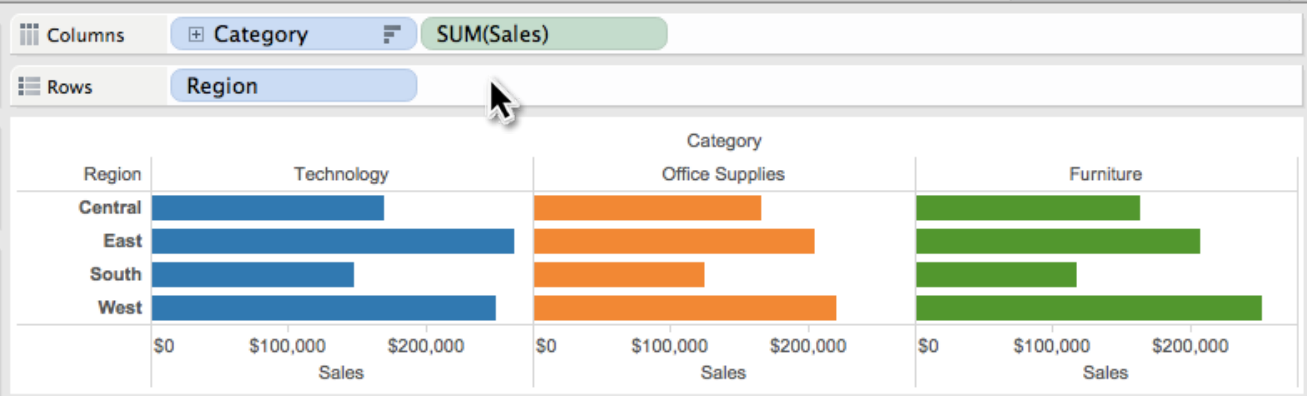 Columns Category SUM(Sales)
Rows Region
Category
Region Technology Office Supplies Furniture
Central
East
South
West
$0 $100,000 $200,000 $0 $100,000 $200,000 $0 $100,000 $200,000
Sales Sales Sales